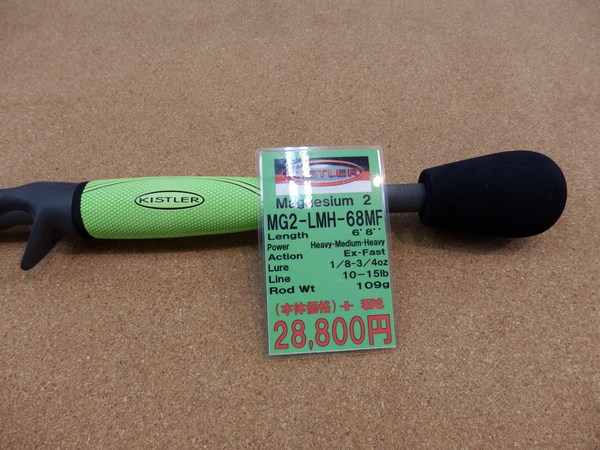 KISTLER
KISTLER
Magnesium 2
MG2-LMH-68MF
Length 6'8''
Power Heavy-Medium-Heavy
Action Ex-Fast
Lure 1/8-3/4oz
Line 10-15lb
Rod Wt 109g
(本体価格)+税
28,800円